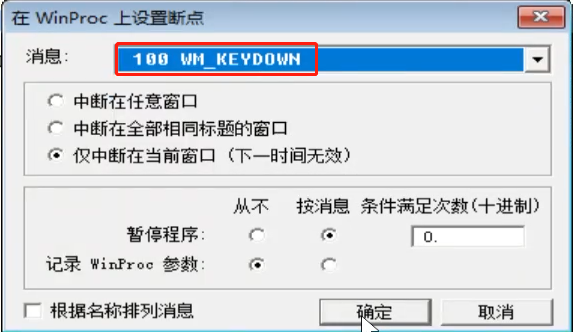 在 WinProc 上设置断点
消息: 100 WM_KEYDOWN
中断在任意窗口
中断在全部相同标题的窗口
仅中断在当前窗口 (下一时间无效)
从不 按消息 条件满足次数(十进制)
暂停程序: 0.
记录 WinProc 参数:
根据名称排列消息 确定 取消